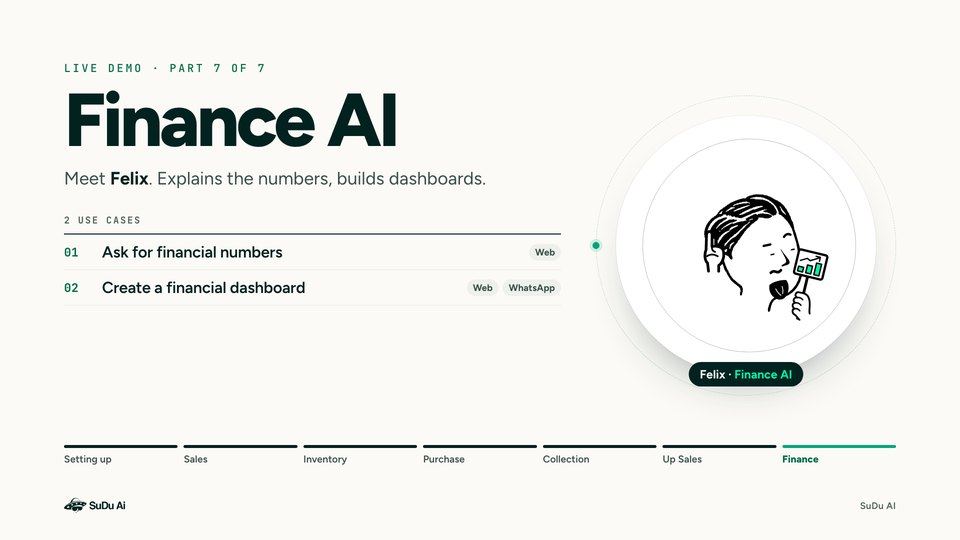 LIVE DEMO · PART 7 OF 7
Finance AI
Meet Felix. Explains the numbers, builds dashboards.
2 USE CASES
01 Ask for financial numbers Web
02 Create a financial dashboard Web WhatsApp
Felix · Finance AI
Setting up Sales Inventory Purchase Collection Up Sales Finance
SuDu Ai SuDu AI